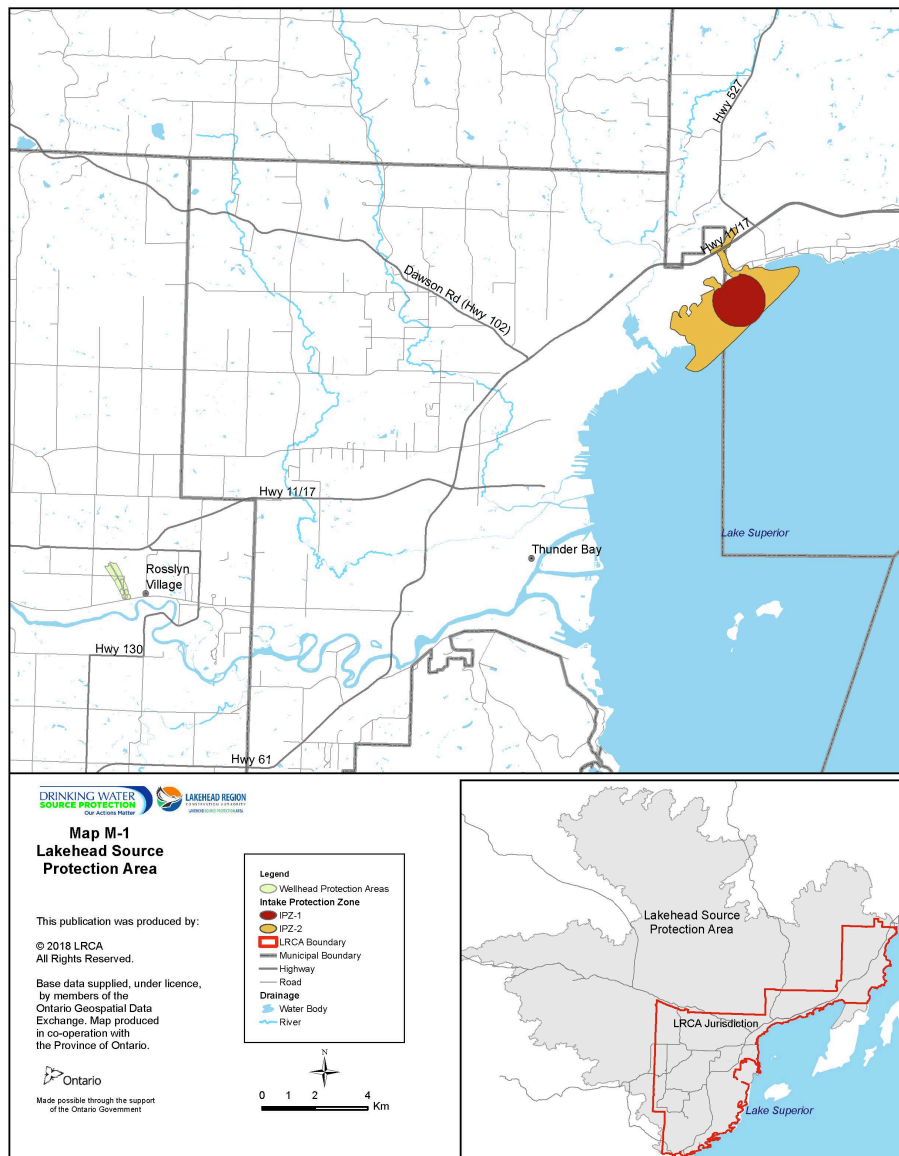 Hwy 527
Hwy 11/17
Dawson Rd (Hwy 102)
Hwy 11/17
Lake Superior
Thunder Bay
Rosslyn
Village
Hwy 130
Hwy 61
DRINKING WATER
SOURCE PROTECTION
Our Actions Matter
LAKEHEAD REGION
CONSERVATION AUTHORITY
LAKEHEAD SOURCE PROTECTION AREA
Map M-1
Lakehead Source
Protection Area
This publication was produced by:
© 2018 LRCA
All Rights Reserved.
Base data supplied, under licence,
by members of the
Ontario Geospatial Data
Exchange. Map produced
in co-operation with
the Province of Ontario.
Ontario
Made possible through the support
of the Ontario Government
Legend
Wellhead Protection Areas
Intake Protection Zone
IPZ-1
IPZ-2
LRCA Boundary
Municipal Boundary
Highway
Road
Drainage
Water Body
River
0 1 2 4
Km
Lakehead Source
Protection Area
LRCA Jurisdiction
Lake Superior